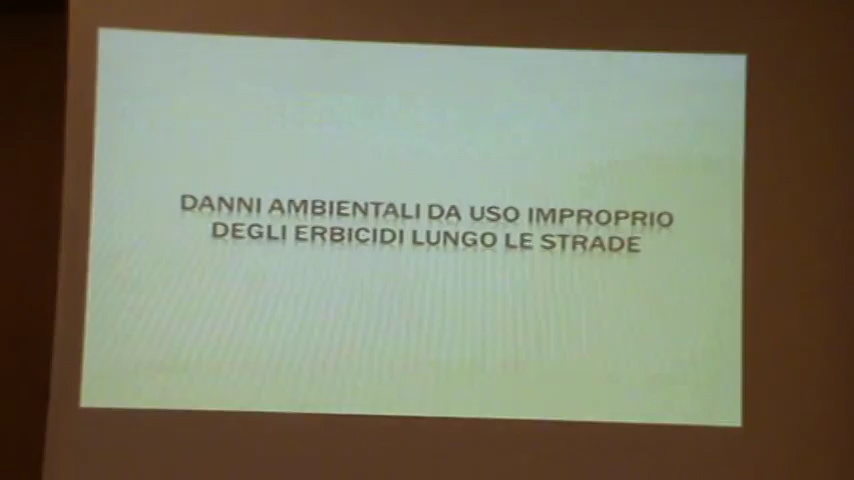 DANNI AMBIENTALI DA USO IMPROPRIO
DEGLI ERBICIDI LUNGO LE STRADE